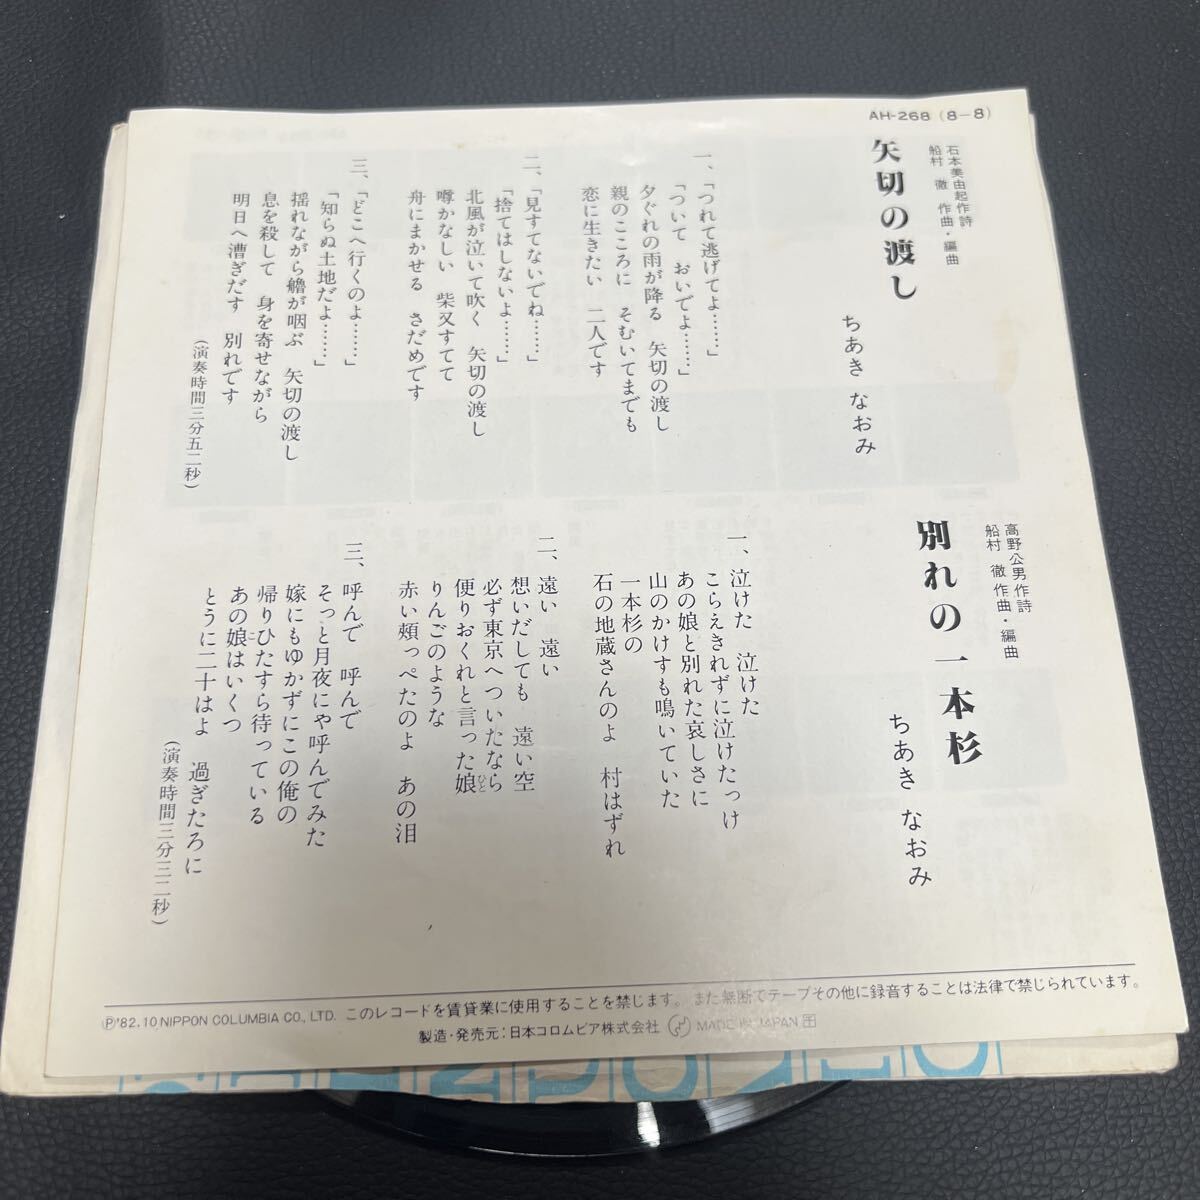 AH-268 (8-8)
矢切の渡し
石本美由起 作詩
船村 徹 作曲・編曲
ちあき なおみ
一、「つれて逃げてよ……」
「ついて おいでよ……」
夕ぐれの雨が降る 矢切の渡し
親のこころに そむいてまでも
恋に生きたい 二人です
二、「見すてないでね……」
「捨てはしないよ……」
北風が泣いて吹く 矢切の渡し
噂かなしい 柴又すてて
舟にまかせる さだめです
三、「どこへ行くのよ……」
「知らぬ土地だよ……」
揺れながら艪が咽ぶ 矢切の渡し
息を殺して 身を寄せながら
明日へ漕ぎだす 別れです
(演奏時間三分五二秒)
別れの一本杉
高野公男 作詩
船村 徹 作曲・編曲
ちあき なおみ
一、泣けた 泣けた
こらえきれずに泣けたっけ
あの娘と別れた哀しさに
山のかけすも鳴いていた
一本杉の
石の地蔵さんのよ 村はずれ
二、遠い 遠い
想いだしても 遠い空
必ず東京へついたなら
便りおくれと言った娘
ひと
りんごのような
赤い頬っぺたのよ あの泪
三、呼んで 呼んで
そっと月夜にゃ呼んでみた
嫁にもゆかずにこの俺の
帰りひたすら待っている
あの娘はいくつ
とうに二十はよ 過ぎたろに
(演奏時間三分三二秒)
Ⓟ'82.10 NIPPON COLUMBIA CO., LTD. このレコードを賃貸業に使用することを禁じます。また無断でテープその他に録音することは法律で禁じられています。
製造・発売元:日本コロムビア株式会社 MADE IN JAPAN